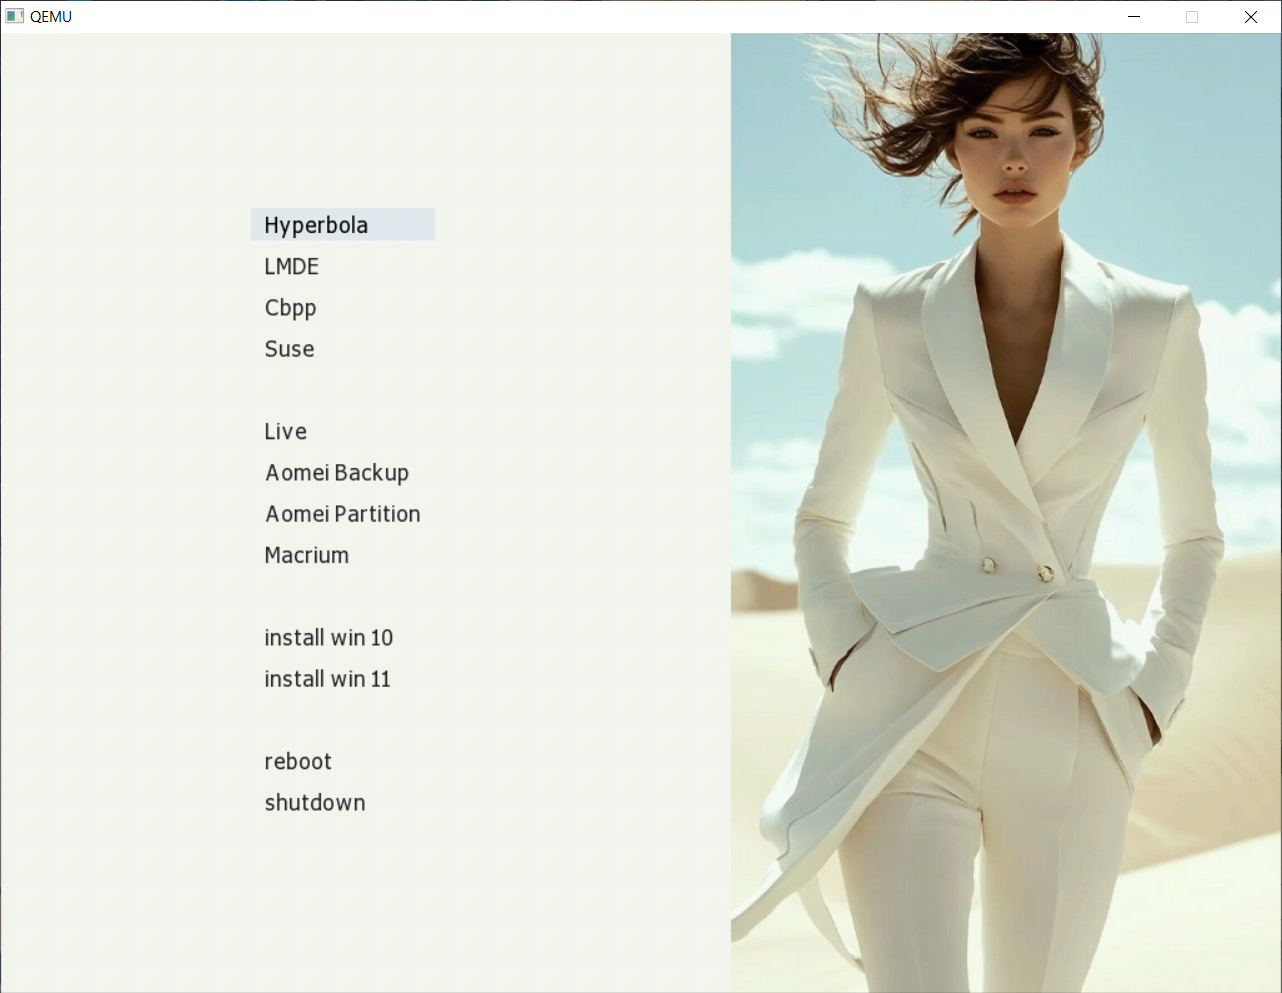 QEMU
Hyperbola
LMDE
Cbpp
Suse
Live
Aomei Backup
Aomei Partition
Macrium
install win 10
install win 11
reboot
shutdown